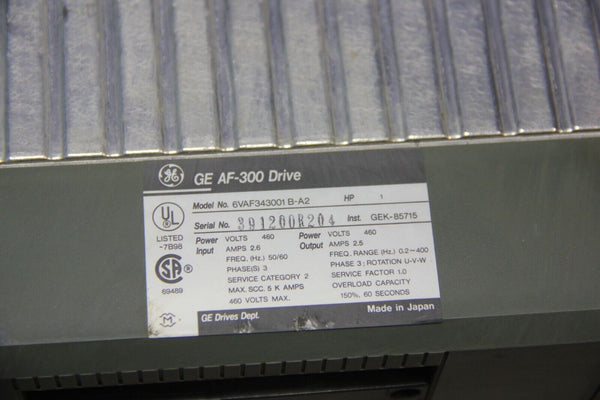 GE AF-300 Drive
Model No. 6VAF343001B-A2 HP 1
Serial No. 391200R204 Inst. GEK-85715
UL
LISTED
-7B98
SA
69489
M
Power Input
VOLTS 460
AMPS 2.6
FREQ. (Hz.) 50/60
PHASE(S) 3
SERVICE CATEGORY 2
MAX. SCC. 5 K AMPS
460 VOLTS MAX.
Power Output
VOLTS 460
AMPS 2.5
FREQ. RANGE (Hz.) 0.2~400
PHASE 3; ROTATION U-V-W
SERVICE FACTOR 1.0
OVERLOAD CAPACITY
150%, 60 SECONDS
GE Drives Dept.
Made in Japan